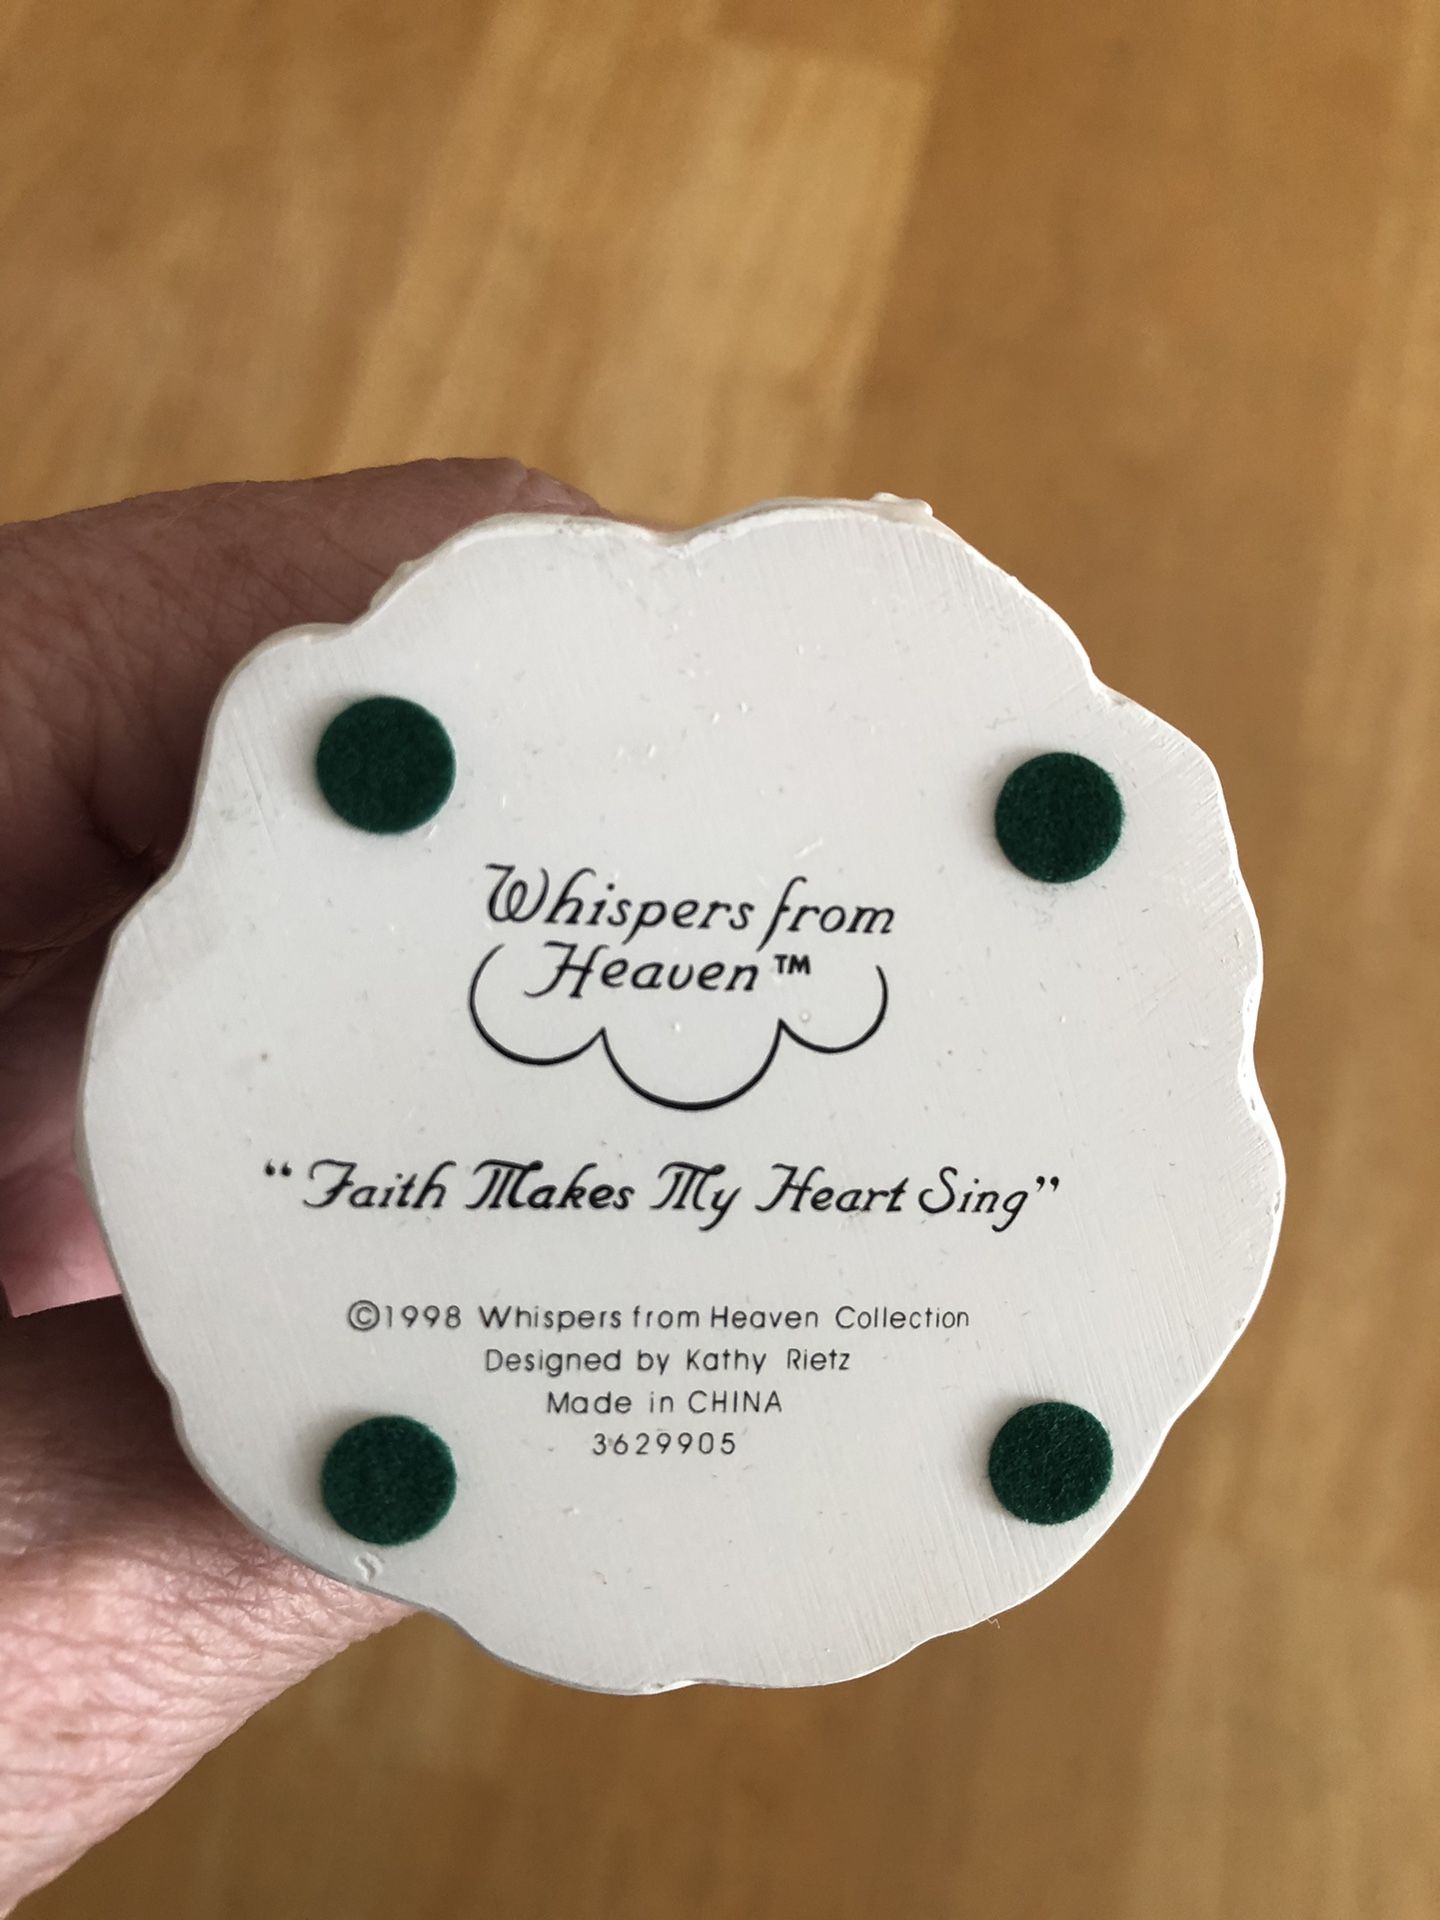 Whispers from
Heaven™
“Faith Makes My Heart Sing”
©1998 Whispers from Heaven Collection
Designed by Kathy Rietz
Made in CHINA
3629905